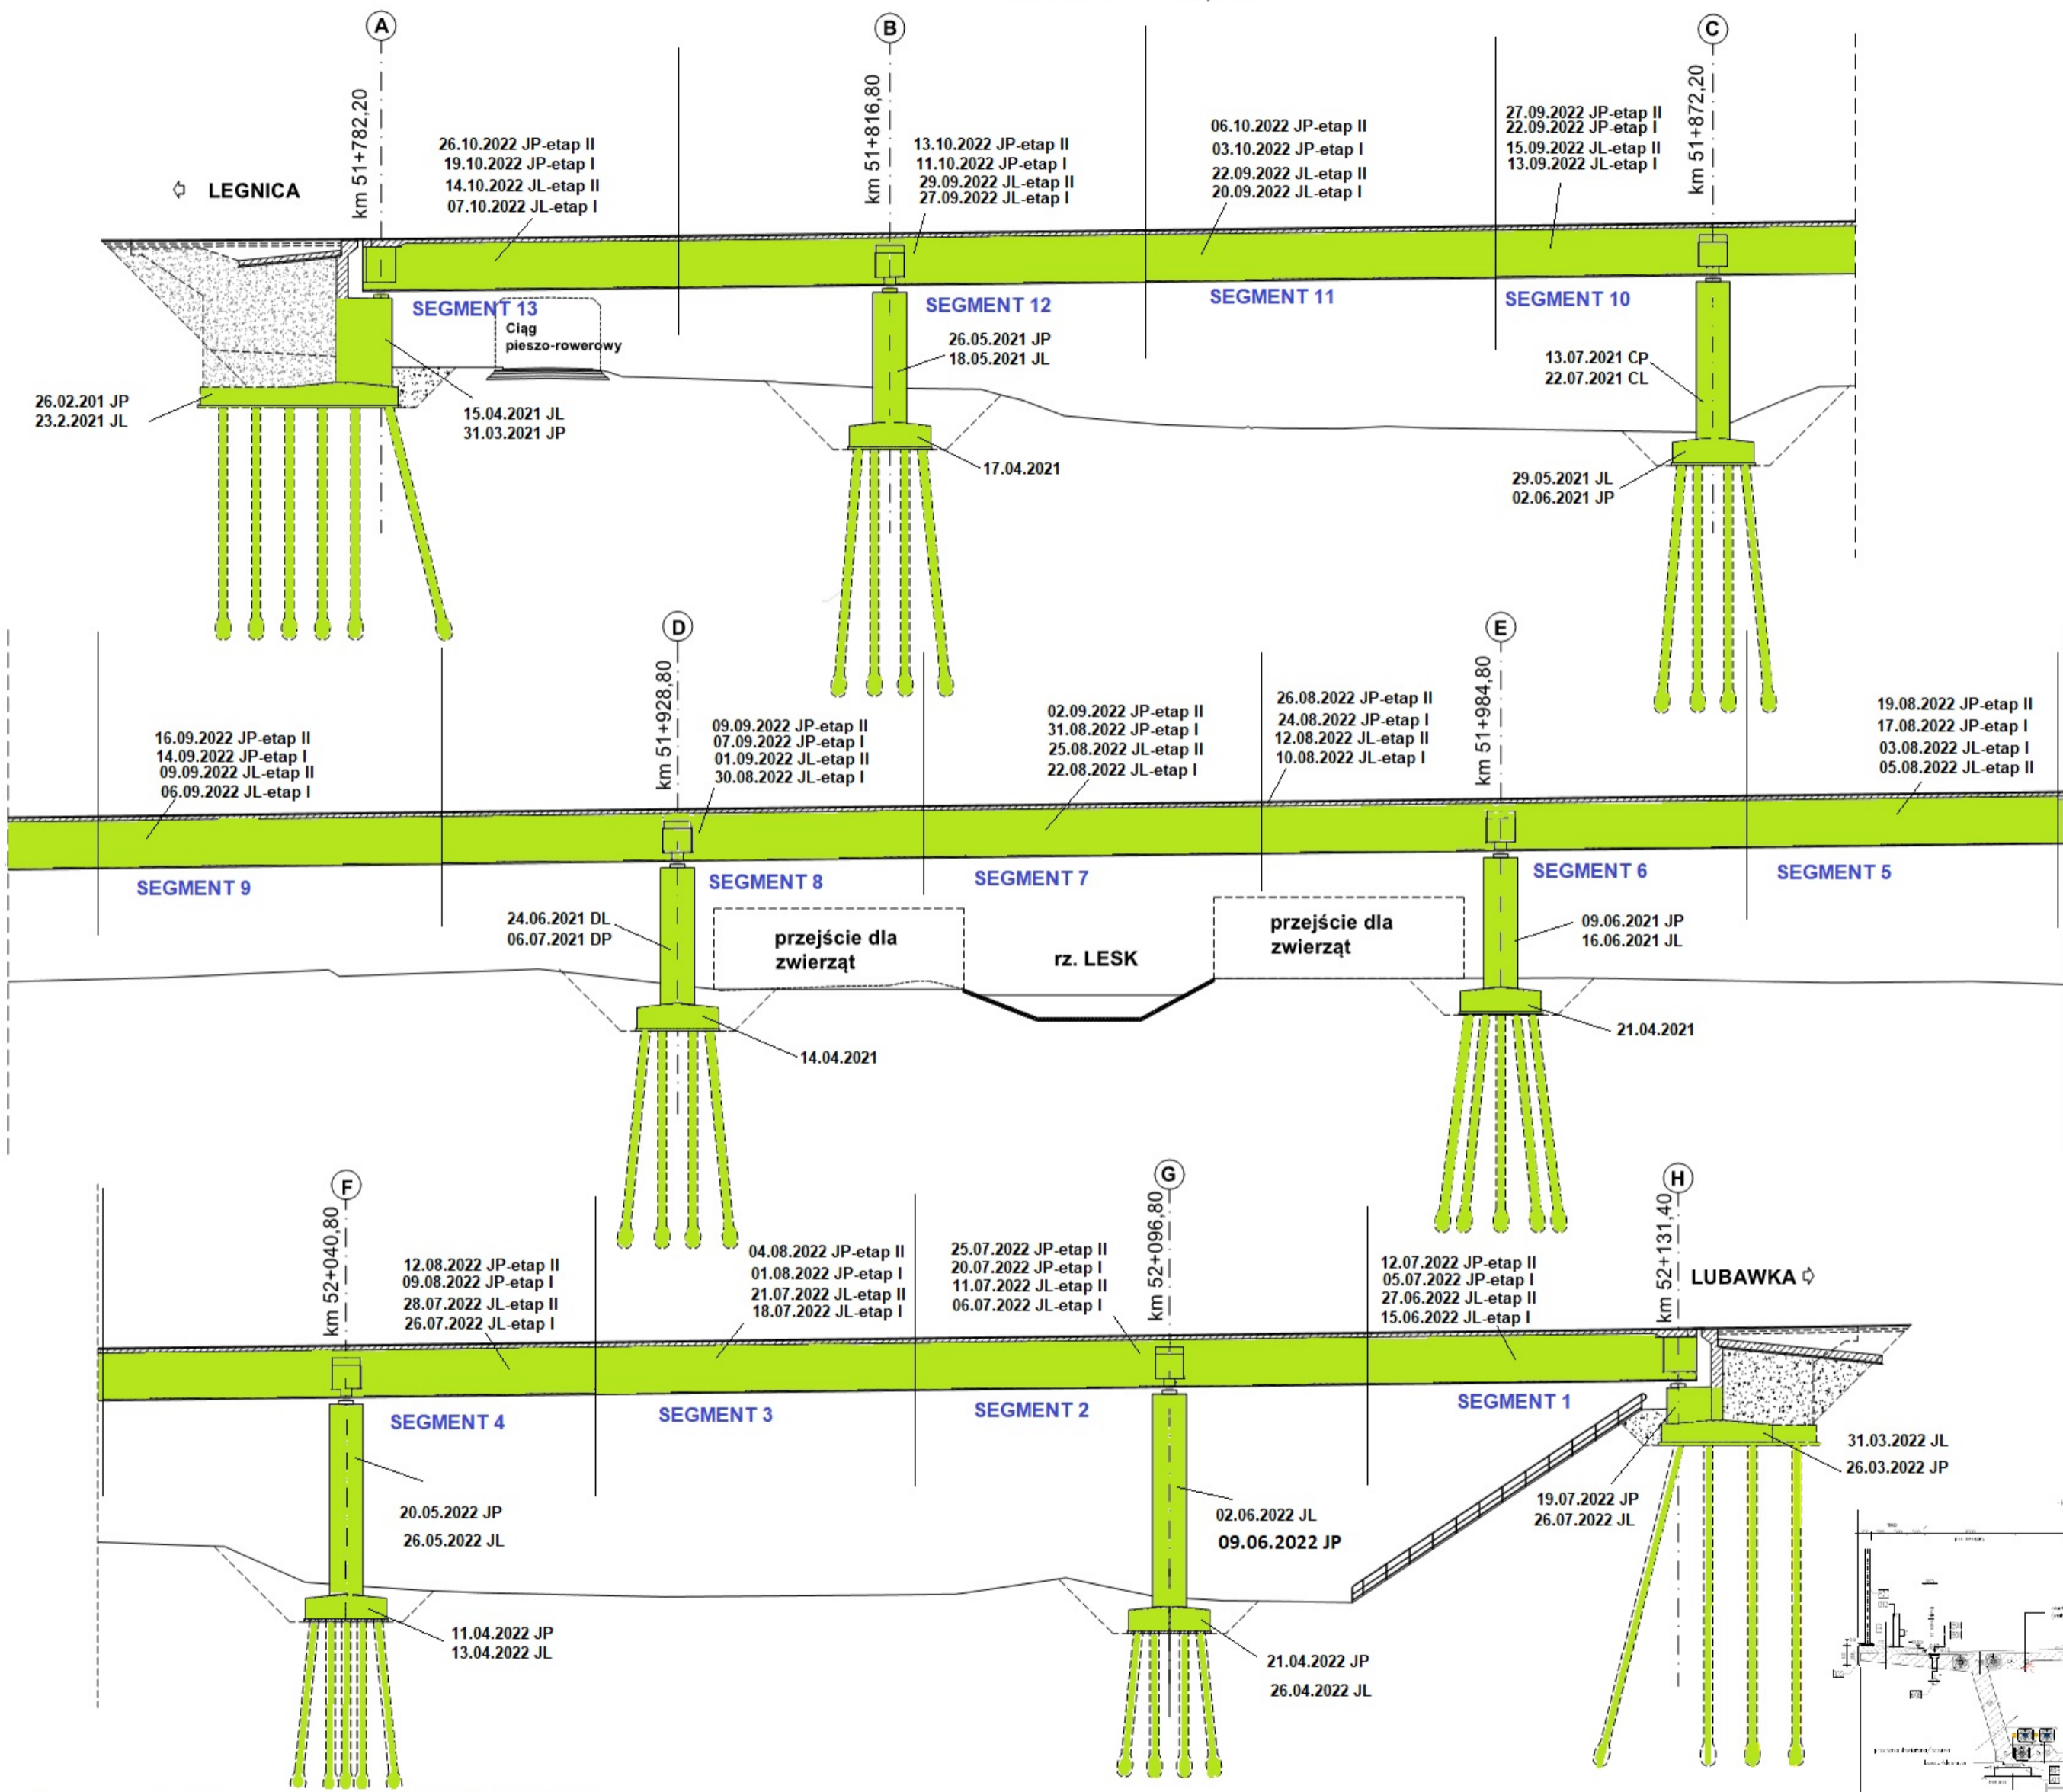 A
B
C
km 51+782,20
km 51+816,80
km 51+872,20
LEGNICA
26.10.2022 JP-etap II
19.10.2022 JP-etap I
14.10.2022 JL-etap II
07.10.2022 JL-etap I
13.10.2022 JP-etap II
11.10.2022 JP-etap I
29.09.2022 JL-etap II
27.09.2022 JL-etap I
06.10.2022 JP-etap II
03.10.2022 JP-etap I
22.09.2022 JL-etap II
20.09.2022 JL-etap I
27.09.2022 JP-etap II
22.09.2022 JP-etap I
15.09.2022 JL-etap II
13.09.2022 JL-etap I
SEGMENT 13
SEGMENT 12
SEGMENT 11
SEGMENT 10
Ciąg
pieszo-rowerowy
26.05.2021 JP
18.05.2021 JL
13.07.2021 CP
22.07.2021 CL
26.02.201 JP
23.2.2021 JL
15.04.2021 JL
31.03.2021 JP
17.04.2021
29.05.2021 JL
02.06.2021 JP
D
E
km 51+928,80
km 51+984,80
16.09.2022 JP-etap II
14.09.2022 JP-etap I
09.09.2022 JL-etap II
06.09.2022 JL-etap I
09.09.2022 JP-etap II
07.09.2022 JP-etap I
01.09.2022 JL-etap II
30.08.2022 JL-etap I
02.09.2022 JP-etap II
31.08.2022 JP-etap I
25.08.2022 JL-etap II
22.08.2022 JL-etap I
26.08.2022 JP-etap II
24.08.2022 JP-etap I
12.08.2022 JL-etap II
10.08.2022 JL-etap I
19.08.2022 JP-etap II
17.08.2022 JP-etap I
03.08.2022 JL-etap I
05.08.2022 JL-etap II
SEGMENT 9
SEGMENT 8
SEGMENT 7
SEGMENT 6
SEGMENT 5
24.06.2021 DL
06.07.2021 DP
przejście dla
zwierząt
rz. LESK
przejście dla
zwierząt
09.06.2021 JP
16.06.2021 JL
14.04.2021
21.04.2021
F
G
H
km 52+040,80
km 52+096,80
km 52+131,40
LUBAWKA
12.08.2022 JP-etap II
09.08.2022 JP-etap I
28.07.2022 JL-etap II
26.07.2022 JL-etap I
04.08.2022 JP-etap II
01.08.2022 JP-etap I
21.07.2022 JL-etap II
18.07.2022 JL-etap I
25.07.2022 JP-etap II
20.07.2022 JP-etap I
11.07.2022 JL-etap II
06.07.2022 JL-etap I
12.07.2022 JP-etap II
05.07.2022 JP-etap I
27.06.2022 JL-etap II
15.06.2022 JL-etap I
SEGMENT 4
SEGMENT 3
SEGMENT 2
SEGMENT 1
20.05.2022 JP
26.05.2022 JL
02.06.2022 JL
09.06.2022 JP
19.07.2022 JP
26.07.2022 JL
31.03.2022 JL
26.03.2022 JP
11.04.2022 JP
13.04.2022 JL
21.04.2022 JP
26.04.2022 JL